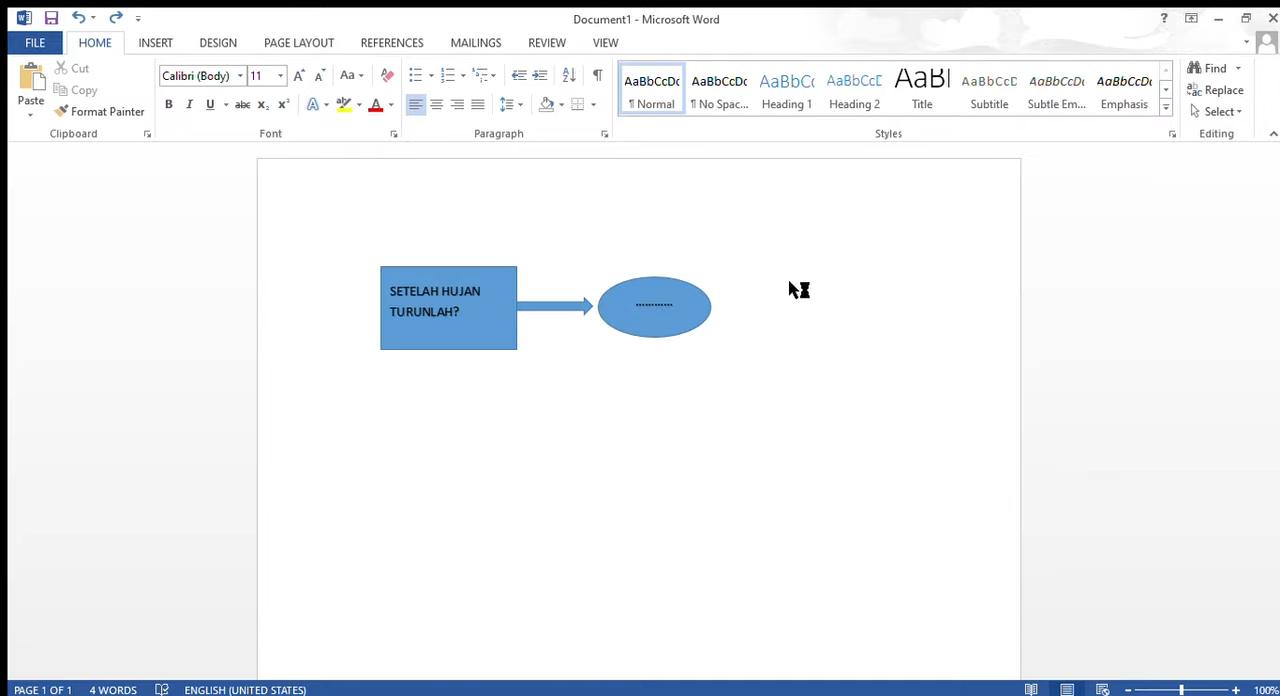 Document1 - Microsoft Word
FILE HOME INSERT DESIGN PAGE LAYOUT REFERENCES MAILINGS REVIEW VIEW
Cut
Copy
Format Painter
Paste
Calibri (Body) 11
AaBbCcDc AaBbCcDc AaBbC( AaBbCcD AaB AaBbCcD AaBbCcDc AaBbCcDc
¶ Normal ¶ No Spac... Heading 1 Heading 2 Title Subtitle Subtle Em... Emphasis
Find
Replace
Select
Clipboard Font Paragraph Styles Editing
SETELAH HUJAN
TURUNLAH?
............
PAGE 1 OF 1 4 WORDS ENGLISH (UNITED STATES) 100%